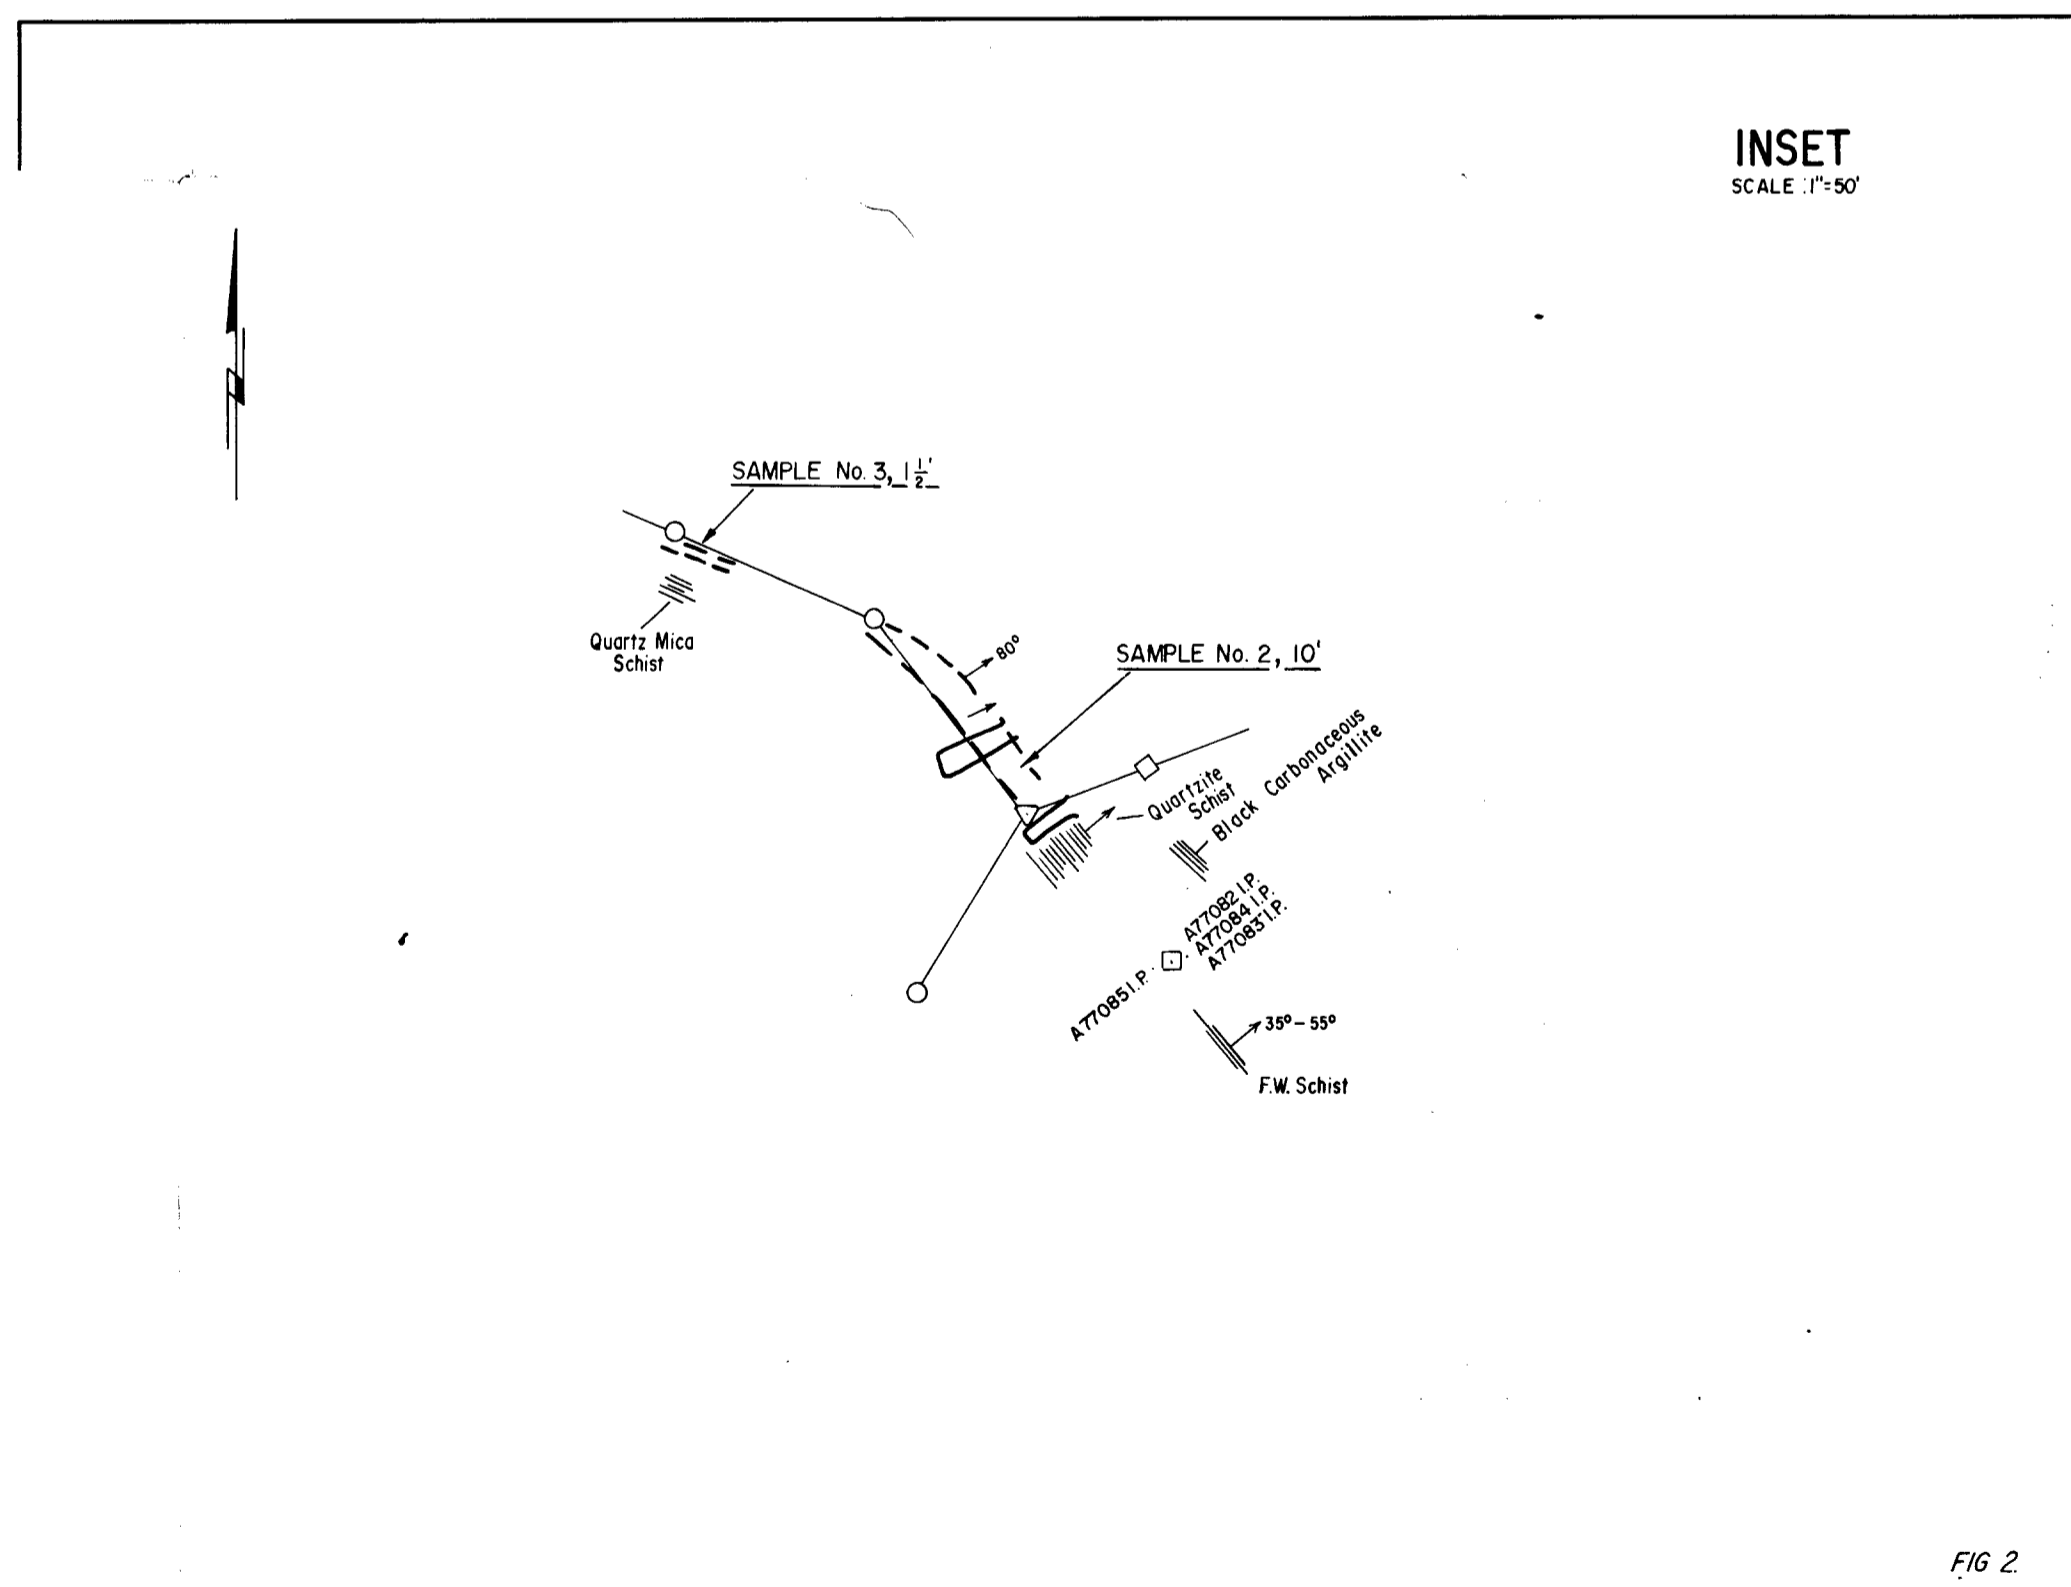 INSET
SCALE : 1"=50'
SAMPLE No. 3, 1 1/2'
Quartz Mica
Schist
80°
SAMPLE No. 2, 10'
Quartzite
Schist
Black Carbonaceous
Argillite
A77082 I.P.
A77084 I.P.
A77083 I.P.
A77085 I.P.
35° – 55°
F.W. Schist
FIG 2.
N